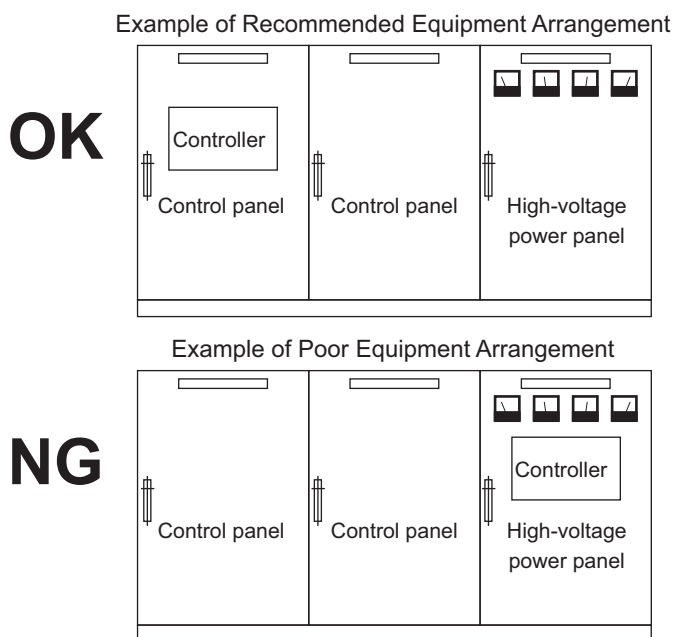 Example of Recommended Equipment Arrangement
OK
Controller
Control panel
Control panel
High-voltage
power panel
Example of Poor Equipment Arrangement
NG
Controller
Control panel
Control panel
High-voltage
power panel